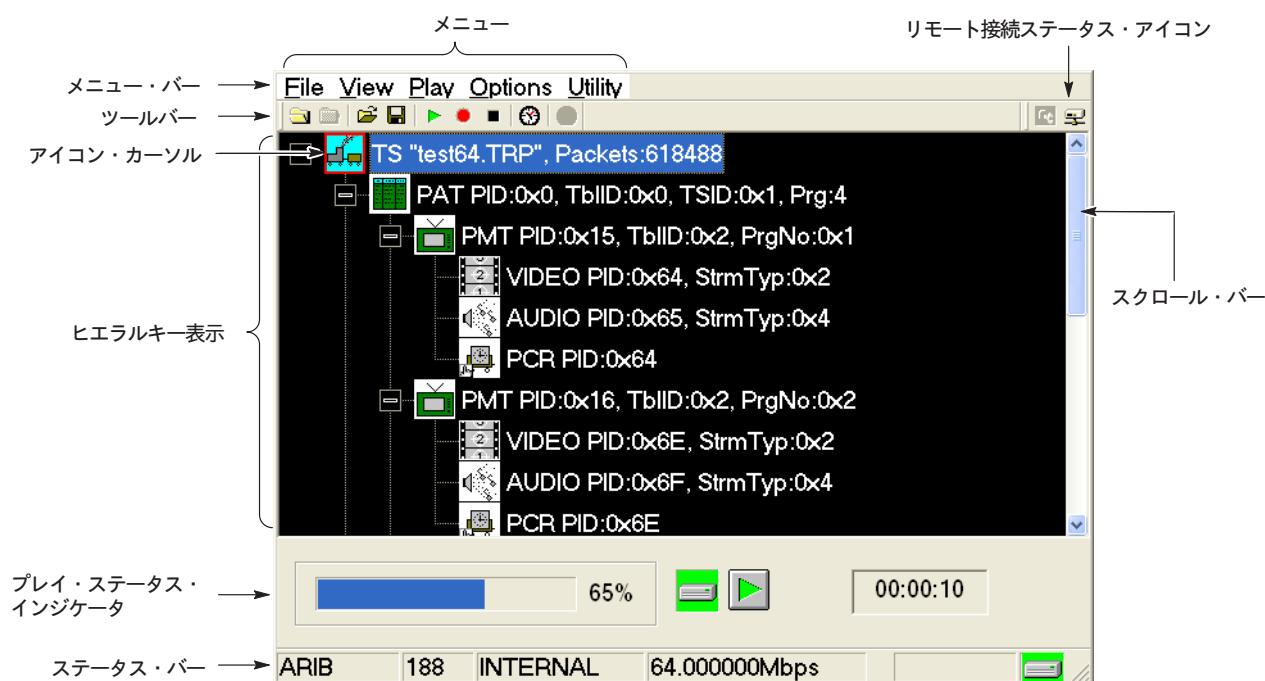 メニュー
リモート接続ステータス・アイコン
メニュー・バー
File View Play Options Utility
ツールバー
アイコン・カーソル
TS "test64.TRP", Packets:618488
PAT PID:0x0, TblID:0x0, TSID:0x1, Prg:4
PMT PID:0x15, TblID:0x2, PrgNo:0x1
VIDEO PID:0x64, StrmTyp:0x2
スクロール・バー
AUDIO PID:0x65, StrmTyp:0x4
ヒエラルキー表示
PCR PID:0x64
PMT PID:0x16, TblID:0x2, PrgNo:0x2
VIDEO PID:0x6E, StrmTyp:0x2
AUDIO PID:0x6F, StrmTyp:0x4
PCR PID:0x6E
プレイ・ステータス・
インジケータ
65%
00:00:10
ステータス・バー
ARIB 188 INTERNAL 64.000000Mbps